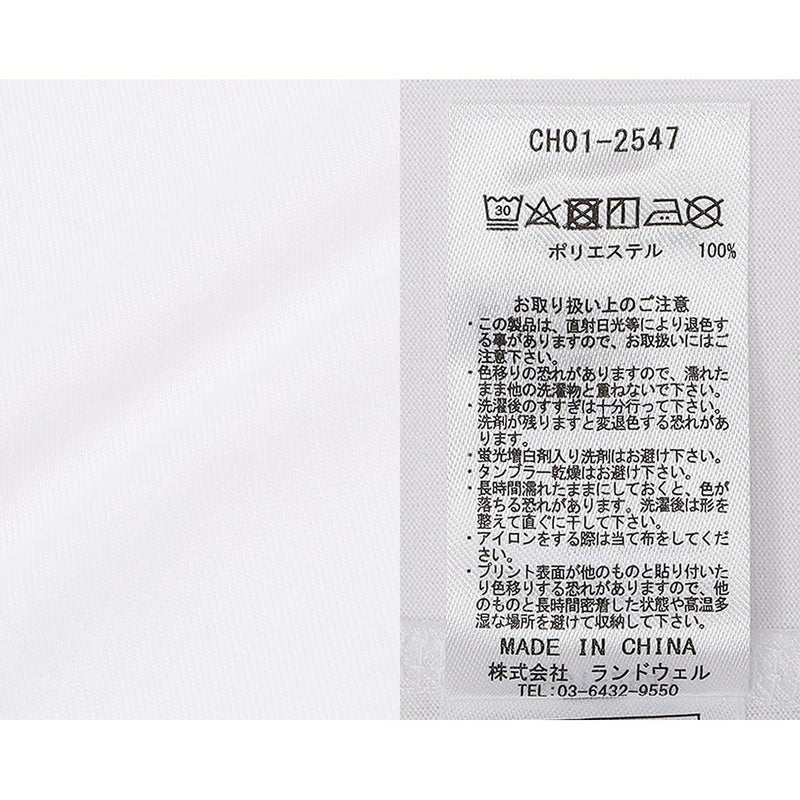 CH01-2547
30
ポリエステル 100%
お取り扱い上のご注意
・この製品は、直射日光等により退色す
る事がありますので、お取扱いにはご
注意下さい。
・色移りの恐れがありますので、濡れた
まま他の洗濯物と重ねないで下さい。
・洗濯後のすすぎは十分行って下さい。
洗剤が残りますと変退色する恐れがあ
ります。
・蛍光増白剤入り洗剤はお避け下さい。
・タンブラー乾燥はお避け下さい。
・長時間濡れたままにしておくと、色が
落ちる恐れがあります。洗濯後は形を
整えて直ぐに干して下さい。
・アイロンをする際は当て布をしてくだ
さい。
・プリント表面が他のものと貼り付いた
り色移りする恐れがありますので、他
のものと長時間密着した状態や高温多
湿な場所を避けて収納して下さい。
MADE IN CHINA
株式会社 ランドウェル
TEL:03-6432-9550